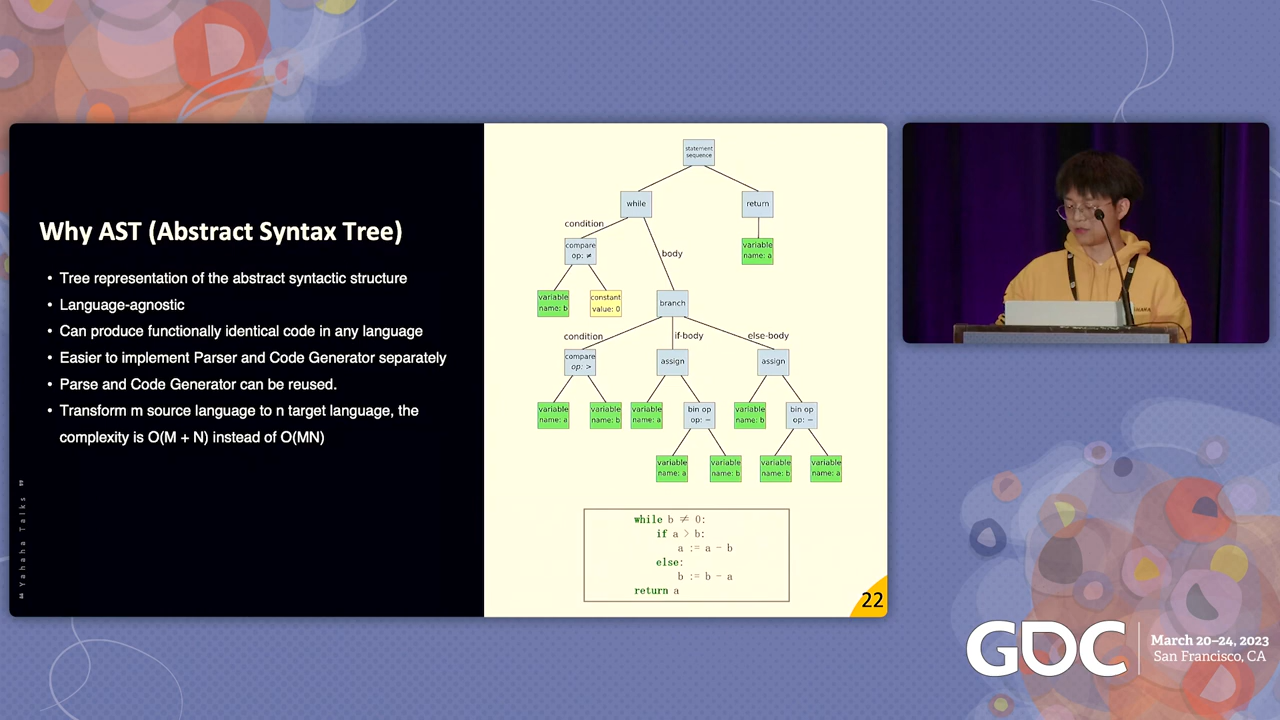 Why AST (Abstract Syntax Tree)
• Tree representation of the abstract syntactic structure
• Language-agnostic
• Can produce functionally identical code in any language
• Easier to implement Parser and Code Generator separately
• Parse and Code Generator can be reused.
• Transform m source language to n target language, the
complexity is O(M + N) instead of O(MN)
Yahaha Talks
statement
sequence
while
return
condition
compare
op: ≠
body
variable
name: a
variable
name: b
constant
value: 0
branch
condition
if-body
else-body
compare
op: >
assign
assign
variable
name: a
variable
name: b
variable
name: a
bin op
op: −
variable
name: b
bin op
op: −
variable
name: a
variable
name: b
variable
name: b
variable
name: a
while b ≠ 0:
if a > b:
a := a − b
else:
b := b − a
return a
22
GDC
March 20–24, 2023
San Francisco, CA